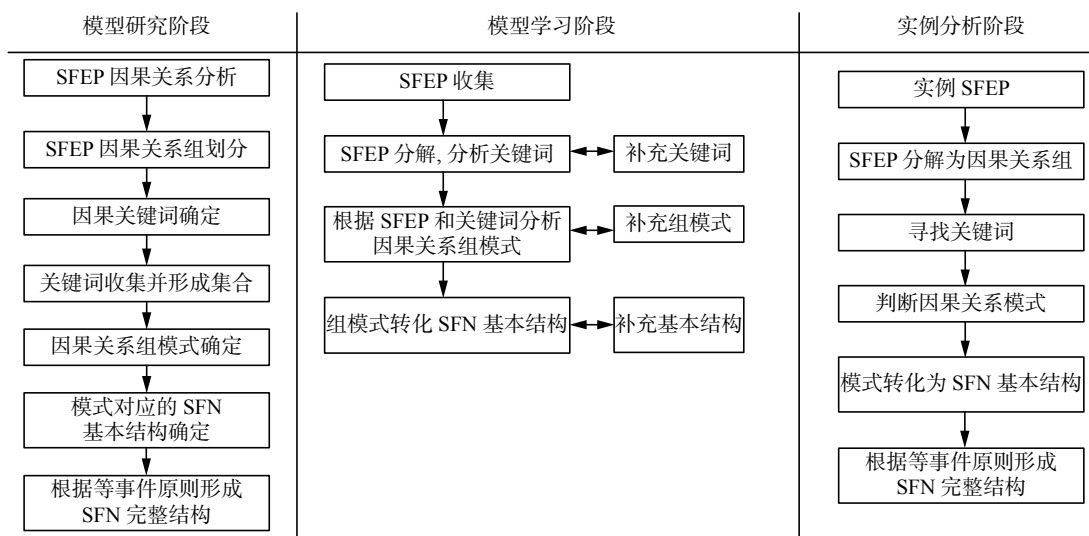 模型研究阶段
SFEP 因果关系分析
SFEP 因果关系组划分
因果关键词确定
关键词收集并形成集合
因果关系组模式确定
模式对应的 SFN
基本结构确定
根据等事件原则形成
SFN 完整结构
模型学习阶段
SFEP 收集
SFEP 分解, 分析关键词
补充关键词
根据 SFEP 和关键词分析
因果关系组模式
补充组模式
组模式转化 SFN 基本结构
补充基本结构
实例分析阶段
实例 SFEP
SFEP 分解为因果关系组
寻找关键词
判断因果关系模式
模式转化为 SFN 基本结构
根据等事件原则形成
SFN 完整结构